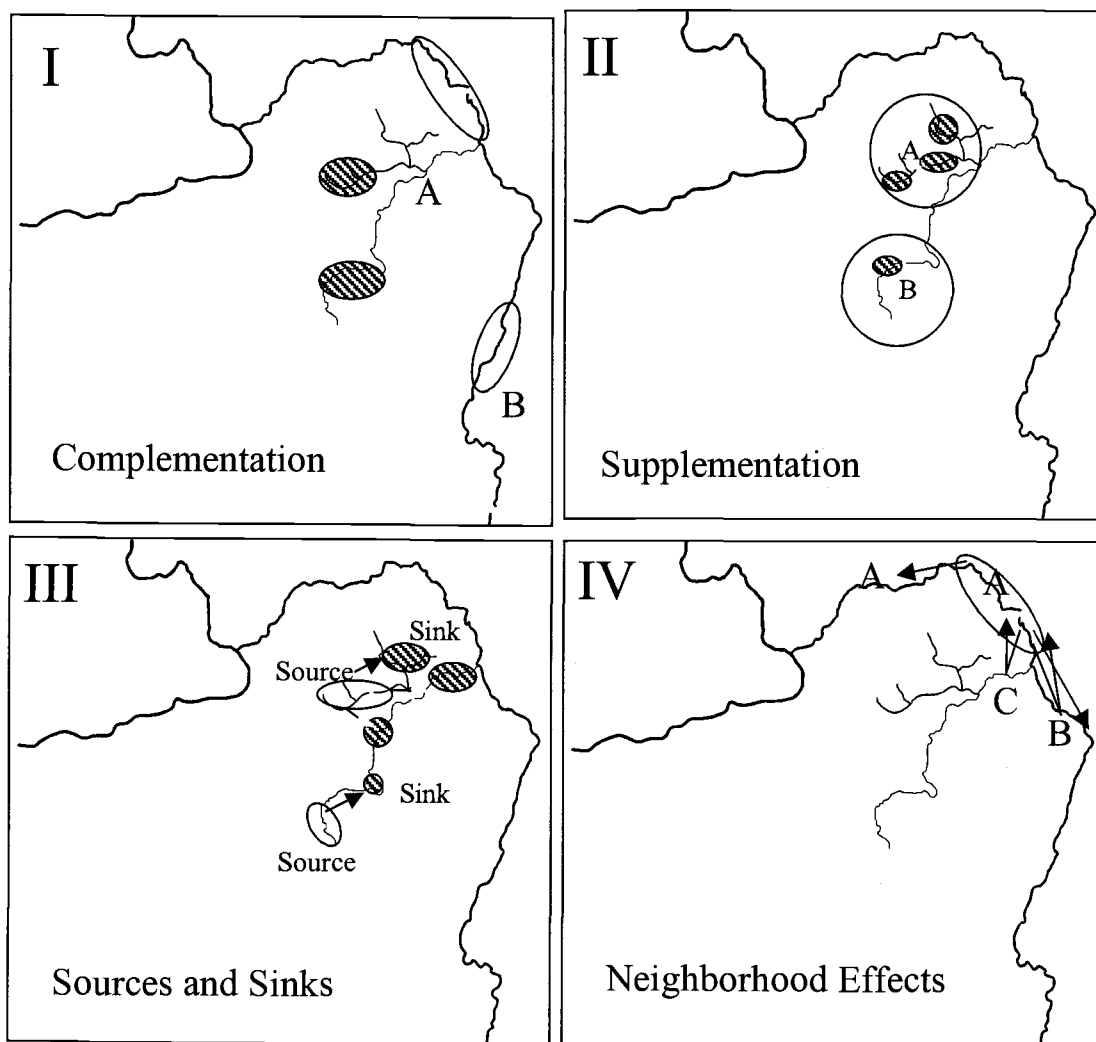 I
A
B
Complementation
II
A
B
Supplementation
III
Sink
Source
Sink
Source
Sources and Sinks
IV
A
A
C
B
Neighborhood Effects